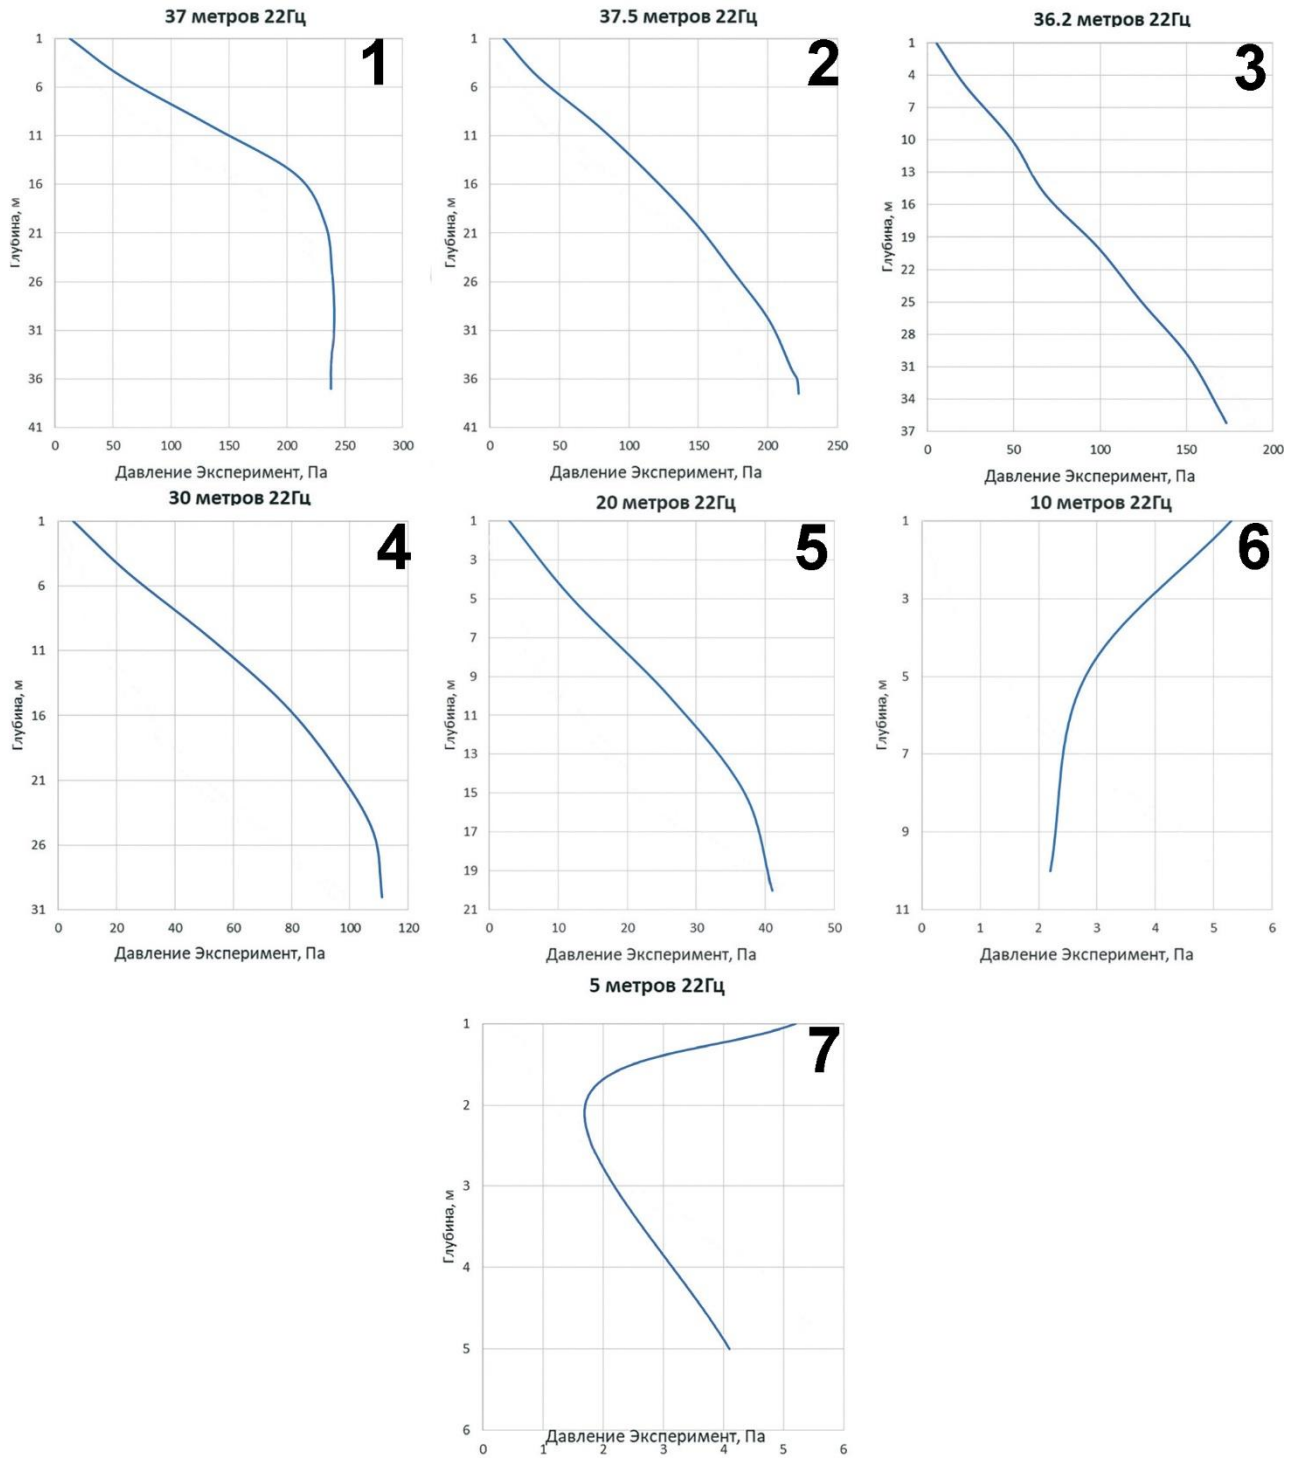 37 метров 22Гц
1
1
6
11
16
21
26
31
36
41
Глубина, м
0 50 100 150 200 250 300
Давление Эксперимент, Па
37.5 метров 22Гц
2
1
6
11
16
21
26
31
36
41
Глубина, м
0 50 100 150 200 250
Давление Эксперимент, Па
36.2 метров 22Гц
3
1
4
7
10
13
16
19
22
25
28
31
34
37
Глубина, м
0 50 100 150 200
Давление Эксперимент, Па
30 метров 22Гц
4
1
6
11
16
21
26
31
Глубина, м
0 20 40 60 80 100 120
Давление Эксперимент, Па
20 метров 22Гц
5
1
3
5
7
9
11
13
15
17
19
21
Глубина, м
0 10 20 30 40 50
Давление Эксперимент, Па
10 метров 22Гц
6
1
3
5
7
9
11
Глубина, м
0 1 2 3 4 5 6
Давление Эксперимент, Па
5 метров 22Гц
7
1
2
3
4
5
6
Глубина, м
Давление Эксперимент, Па
0 1 2 3 4 5 6